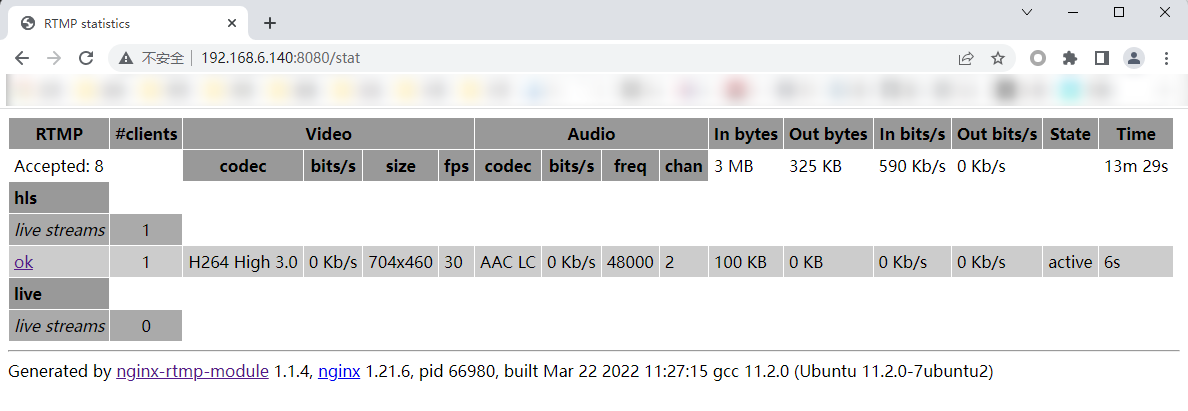 RTMP statistics
不安全 | 192.168.6.140:8080/stat
RTMP #clients Video Audio In bytes Out bytes In bits/s Out bits/s State Time
Accepted: 8 codec bits/s size fps codec bits/s freq chan 3 MB 325 KB 590 Kb/s 0 Kb/s 13m 29s
hls
live streams 1
ok 1 H264 High 3.0 0 Kb/s 704x460 30 AAC LC 0 Kb/s 48000 2 100 KB 0 KB 0 Kb/s 0 Kb/s active 6s
live
live streams 0
Generated by nginx-rtmp-module 1.1.4, nginx 1.21.6, pid 66980, built Mar 22 2022 11:27:15 gcc 11.2.0 (Ubuntu 11.2.0-7ubuntu2)